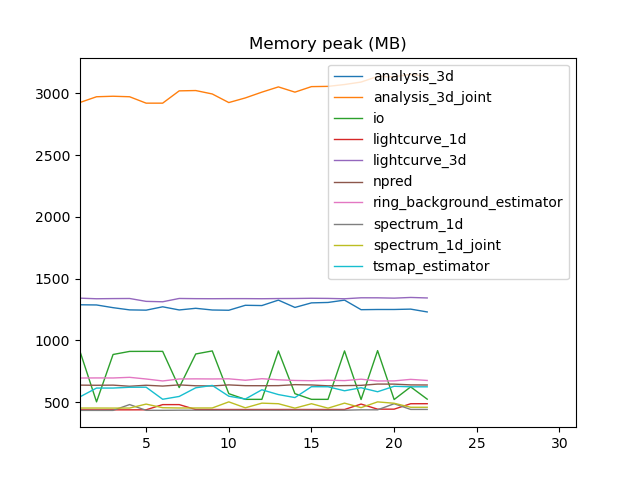 Memory peak (MB)
3000
2500
2000
1500
1000
500
analysis_3d
analysis_3d_joint
io
lightcurve_1d
lightcurve_3d
npred
ring_background_estimator
spectrum_1d
spectrum_1d_joint
tsmap_estimator
5 10 15 20 25 30